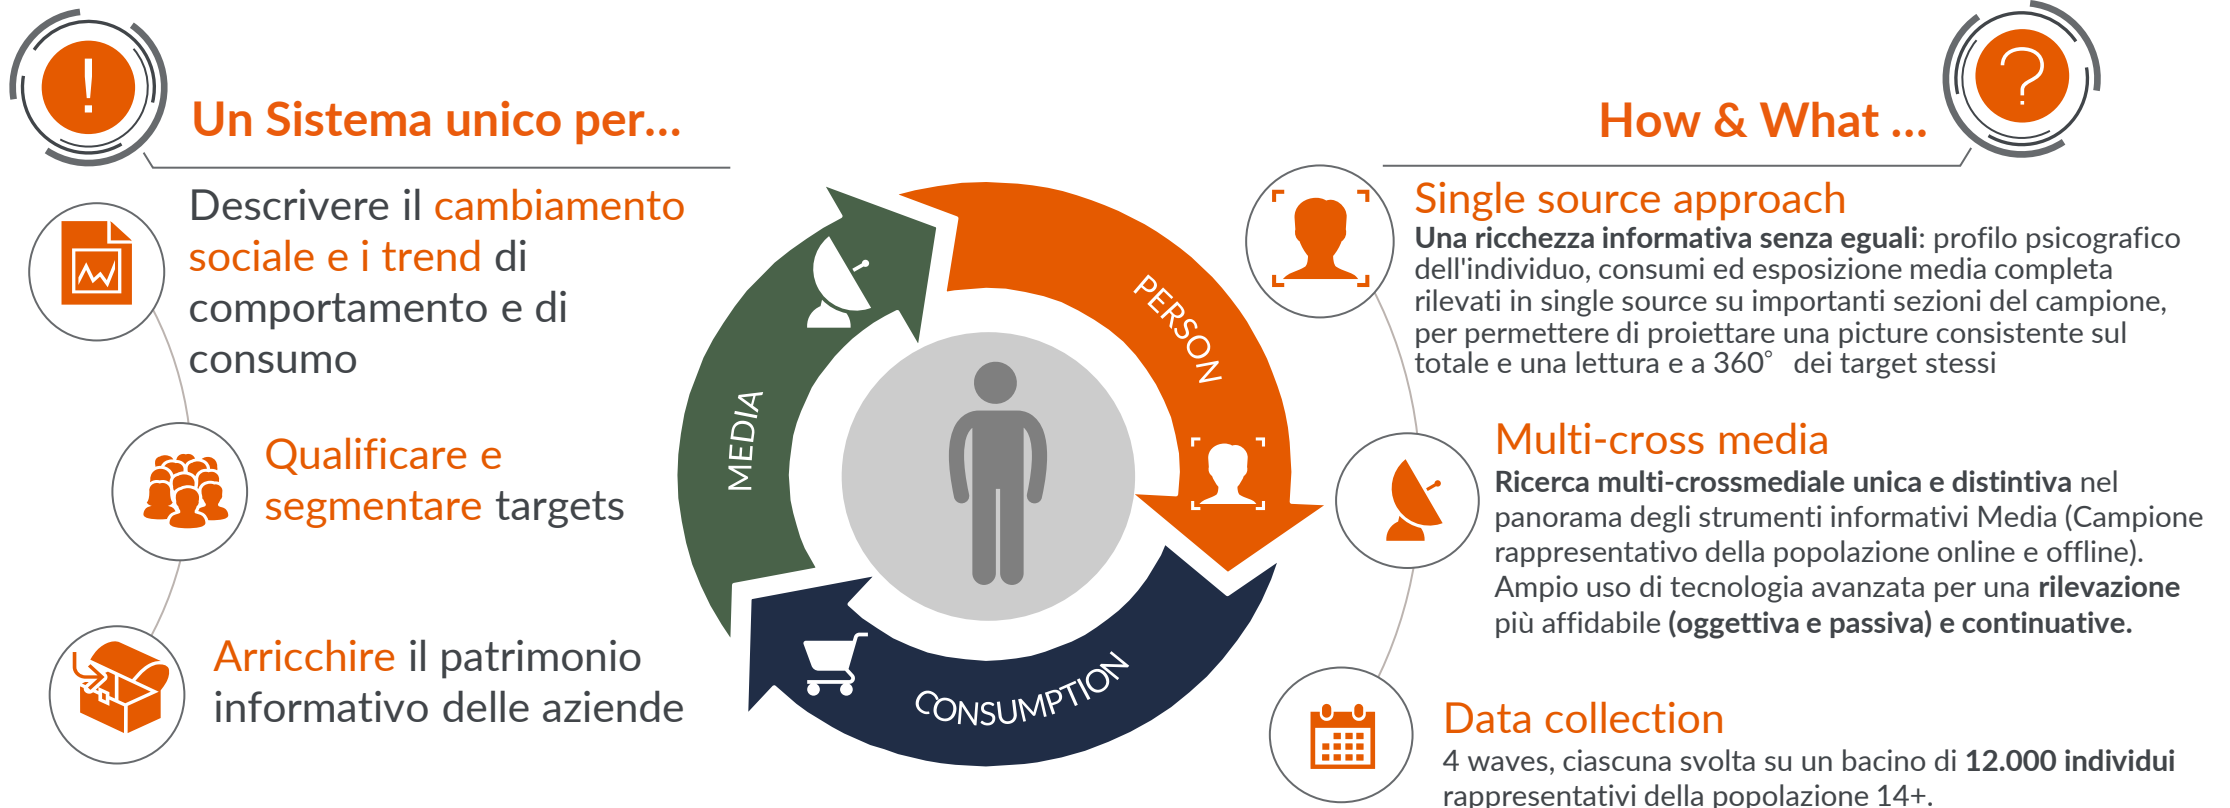 Un Sistema unico per...
Descrivere il cambiamento
sociale e i trend di
comportamento e di
consumo
Qualificare e
segmentare targets
Arricchire il patrimonio
informativo delle aziende
MEDIA
PERSON
CONSUMPTION
How & What ...
Single source approach
Una ricchezza informativa senza eguali: profilo psicografico
dell'individuo, consumi ed esposizione media completa
rilevati in single source su importanti sezioni del campione,
per permettere di proiettare una picture consistente sul
totale e una lettura e a 360° dei target stessi
Multi-cross media
Ricerca multi-crossmediale unica e distintiva nel
panorama degli strumenti informativi Media (Campione
rappresentativo della popolazione online e offline).
Ampio uso di tecnologia avanzata per una rilevazione
più affidabile (oggettiva e passiva) e continuative.
Data collection
4 waves, ciascuna svolta su un bacino di 12.000 individui
rappresentativi della popolazione 14+.